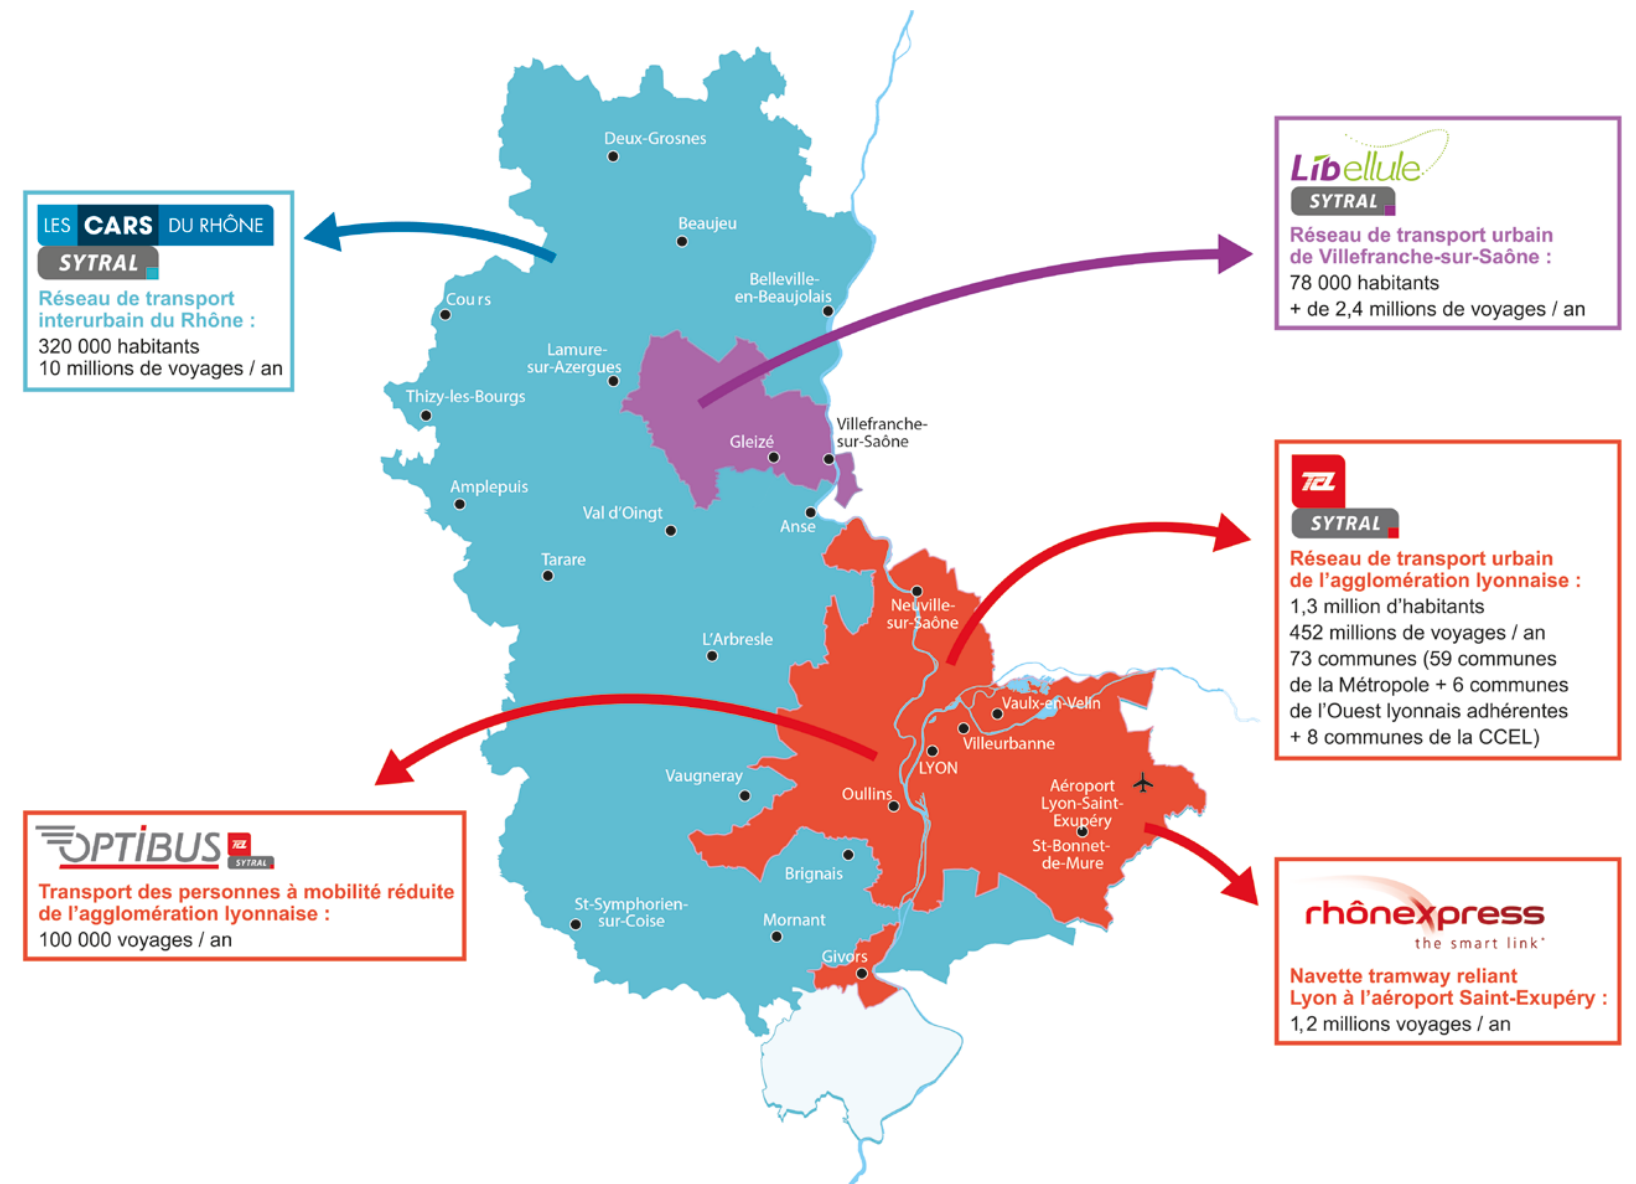 LES CARS DU RHÔNE
SYTRAL
Réseau de transport
interurbain du Rhône :
320 000 habitants
10 millions de voyages / an
OPTIBUS
TCL
SYTRAL
Transport des personnes à mobilité réduite
de l'agglomération lyonnaise :
100 000 voyages / an
Deux-Grosnes
Beaujeu
Belleville-
en-Beaujolais
Cours
Lamure-
sur-Azergues
Thizy-les-Bourgs
Villefranche-
sur-Saône
Gleizé
Amplepuis
Val d'Oingt
Anse
Tarare
Neuville-
sur-Saône
L'Arbresle
Vaulx-en-Velin
Villeurbanne
LYON
Vaugneray
Oullins
Aéroport
Lyon-Saint-
Exupéry
St-Bonnet-
de-Mure
Brignais
St-Symphorien-
sur-Coise
Mornant
Givors
Libellule
SYTRAL
Réseau de transport urbain
de Villefranche-sur-Saône :
78 000 habitants
+ de 2,4 millions de voyages / an
TCL
SYTRAL
Réseau de transport urbain
de l'agglomération lyonnaise :
1,3 million d'habitants
452 millions de voyages / an
73 communes (59 communes
de la Métropole + 6 communes
de l'Ouest lyonnais adhérentes
+ 8 communes de la CCEL)
rhônexpress
the smart link
Navette tramway reliant
Lyon à l'aéroport Saint-Exupéry :
1,2 millions voyages / an